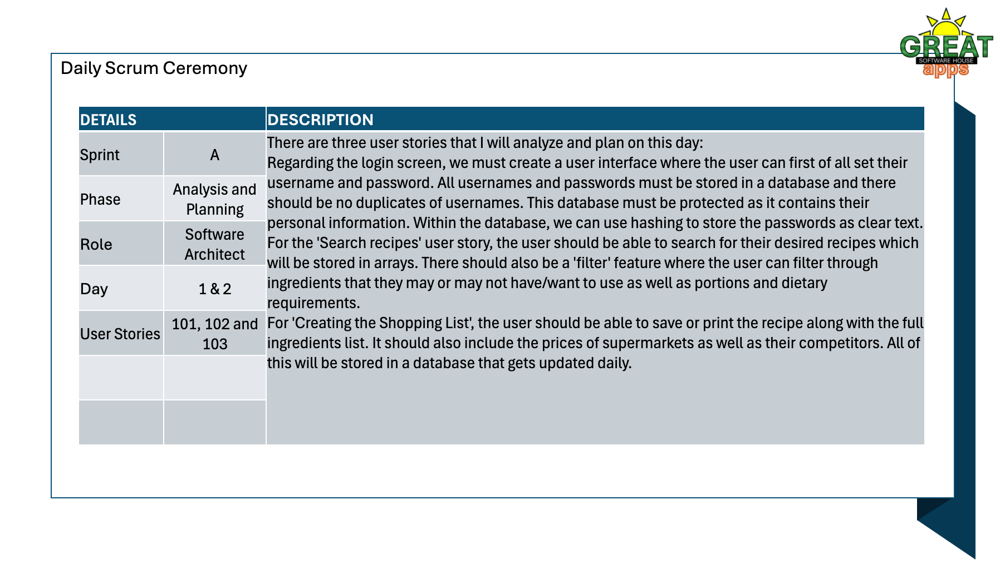 GREAT
SOFTWARE HOUSE
apps
Daily Scrum Ceremony
DETAILS
DESCRIPTION
Sprint
A
Phase
Analysis and
Planning
Role
Software
Architect
Day
1 & 2
User Stories
101, 102 and
103
There are three user stories that I will analyze and plan on this day:
Regarding the login screen, we must create a user interface where the user can first of all set their
username and password. All usernames and passwords must be stored in a database and there
should be no duplicates of usernames. This database must be protected as it contains their
personal information. Within the database, we can use hashing to store the passwords as clear text.
For the 'Search recipes' user story, the user should be able to search for their desired recipes which
will be stored in arrays. There should also be a 'filter' feature where the user can filter through
ingredients that they may or may not have/want to use as well as portions and dietary
requirements.
For 'Creating the Shopping List', the user should be able to save or print the recipe along with the full
ingredients list. It should also include the prices of supermarkets as well as their competitors. All of
this will be stored in a database that gets updated daily.